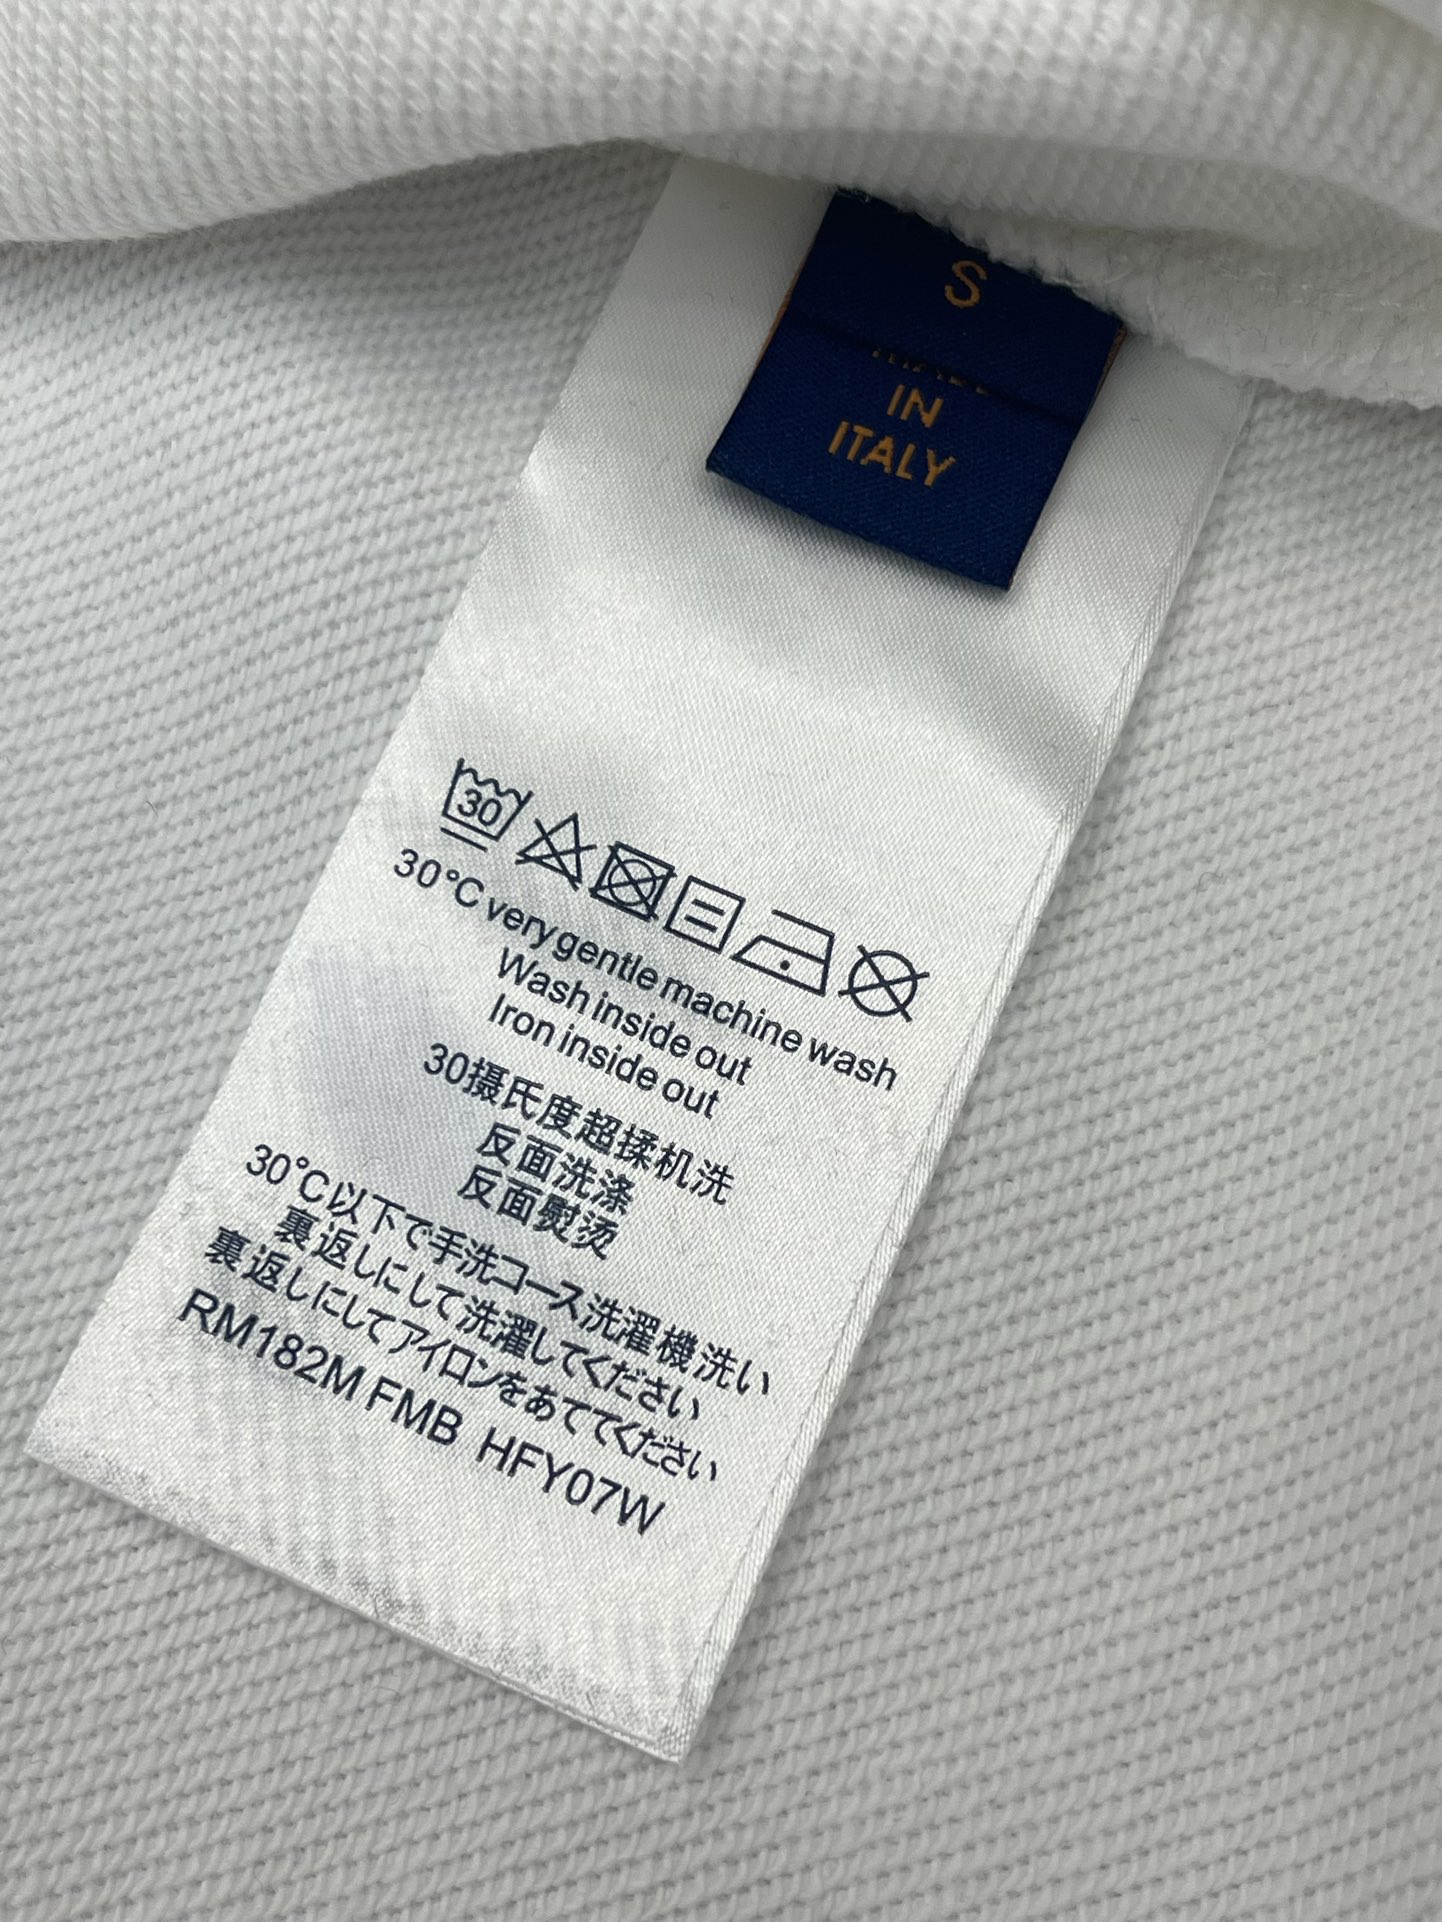 S
MADE
IN
ITALY
30
30°C very gentle machine wash
Wash inside out
Iron inside out
30摄氏度超揉机洗
反面洗涤
反面熨烫
30°C以下で手洗コース洗濯機洗い
裏返しにして洗濯してください
裏返しにしてアイロンをあててください
RM182M FMB HFY07W